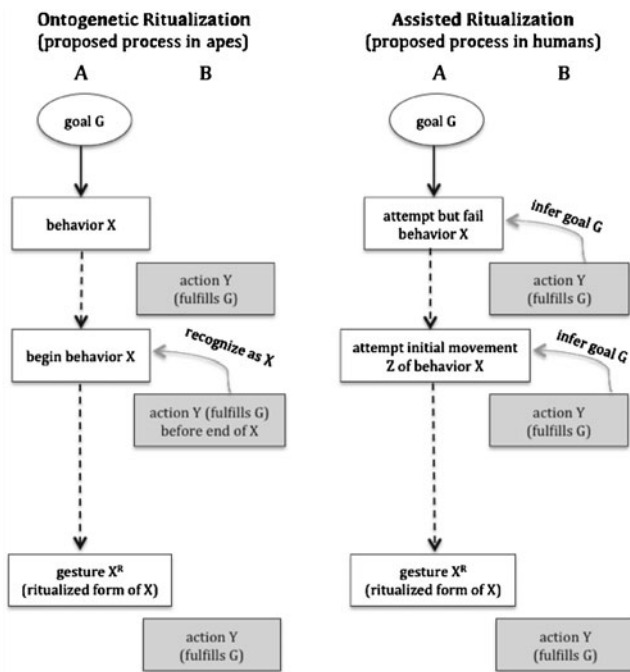 Ontogenetic Ritualization
(proposed process in apes)
A
B
goal G
behavior X
action Y
(fulfills G)
begin behavior X
recognize as X
action Y (fulfills G)
before end of X
gesture Xᴿ
(ritualized form of X)
action Y
(fulfills G)
Assisted Ritualization
(proposed process in humans)
A
B
goal G
attempt but fail
behavior X
infer goal G
action Y
(fulfills G)
attempt initial movement
Z of behavior X
infer goal G
action Y
(fulfills G)
gesture Xᴿ
(ritualized form of X)
action Y
(fulfills G)